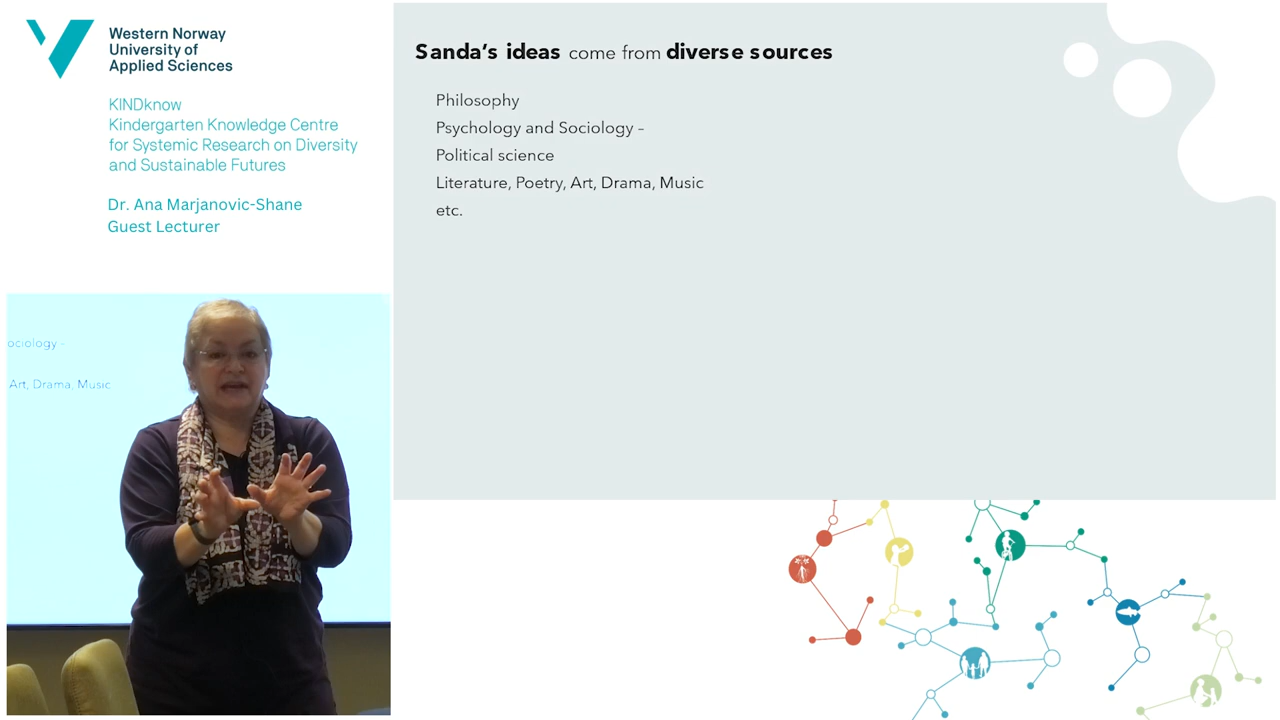 Western Norway
University of
Applied Sciences
KINDknow
Kindergarten Knowledge Centre
for Systemic Research on Diversity
and Sustainable Futures
Dr. Ana Marjanovic-Shane
Guest Lecturer
Sanda's ideas come from diverse sources
Philosophy
Psychology and Sociology –
Political science
Literature, Poetry, Art, Drama, Music
etc.
ociology -
Art, Drama, Music